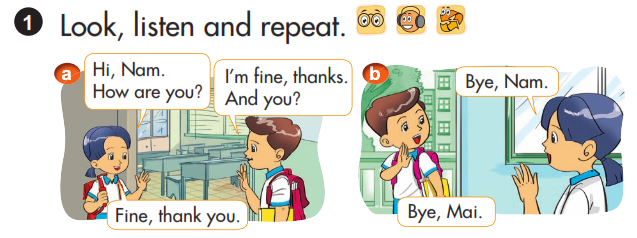 1 Look, listen and repeat.
a
Hi, Nam.
How are you?
I'm fine, thanks.
And you?
Fine, thank you.
b
Bye, Nam.
Bye, Mai.